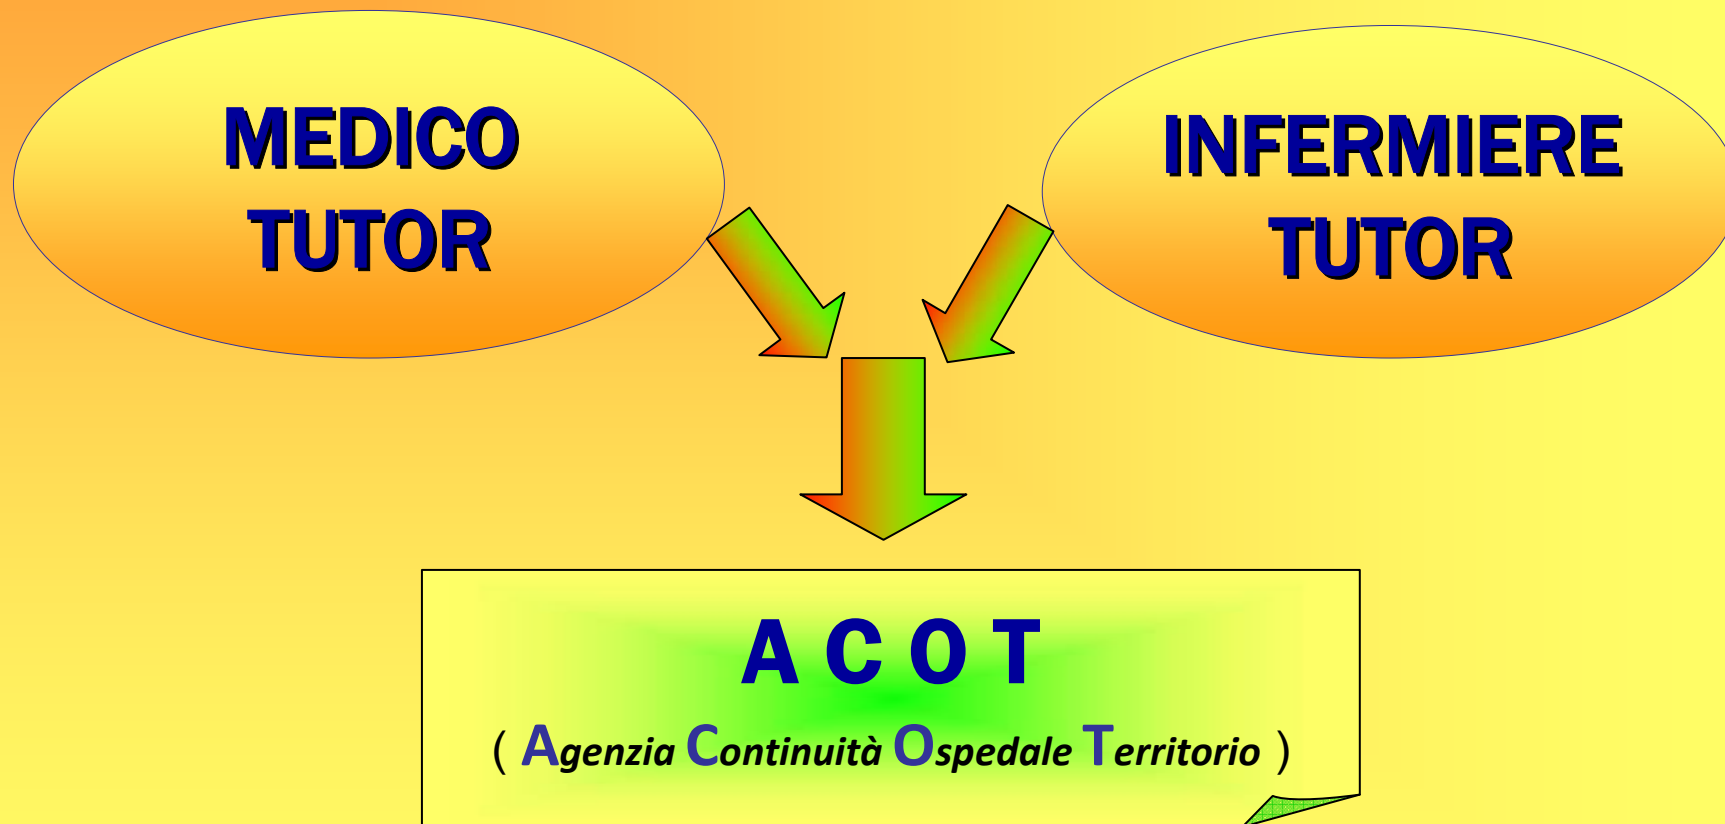 MEDICO
TUTOR
INFERMIERE
TUTOR
A C O T
( Agenzia Continuità Ospedale Territorio )